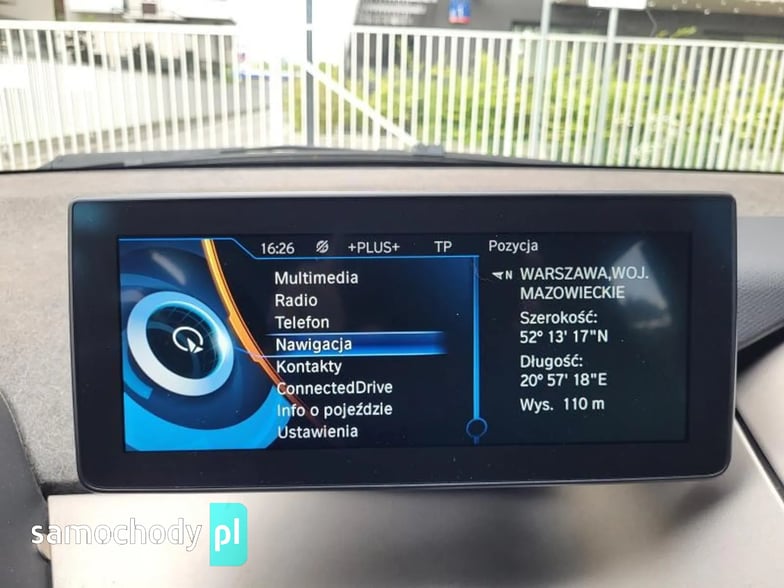 16:26 +PLUS+ TP Pozycja
Multimedia
Radio
Telefon
Nawigacja
Kontakty
ConnectedDrive
Info o pojeździe
Ustawienia
N WARSZAWA,WOJ.
MAZOWIECKIE
Szerokość:
52° 13' 17"N
Długość:
20° 57' 18"E
Wys. 110 m
samochody pl